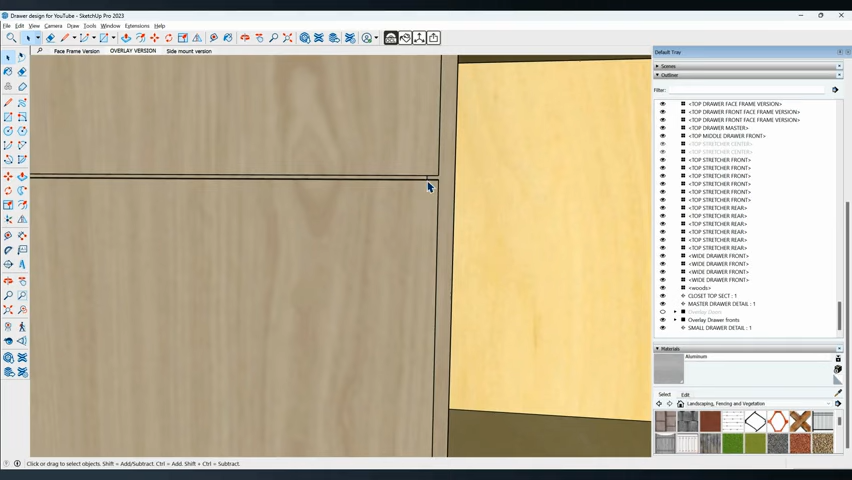 Drawer design for YouTube - SketchUp Pro 2023
File Edit View Camera Draw Tools Window Extensions Help
Face Frame Version OVERLAY VERSION Side mount version
Default Tray
Scenes
Outliner
Filter:
<TOP DRAWER FACE FRAME VERSION>
<TOP DRAWER FRONT FACE FRAME VERSION>
<TOP DRAWER FRONT FACE FRAME VERSION>
<TOP DRAWER MASTER>
<TOP MIDDLE DRAWER FRONT>
<TOP STRETCHER CENTER>
<TOP STRETCHER CENTER>
<TOP STRETCHER FRONT>
<TOP STRETCHER FRONT>
<TOP STRETCHER FRONT>
<TOP STRETCHER FRONT>
<TOP STRETCHER FRONT>
<TOP STRETCHER FRONT>
<TOP STRETCHER REAR>
<TOP STRETCHER REAR>
<TOP STRETCHER REAR>
<TOP STRETCHER REAR>
<TOP STRETCHER REAR>
<TOP STRETCHER REAR>
<WIDE DRAWER FRONT>
<WIDE DRAWER FRONT>
<WIDE DRAWER FRONT>
<WIDE DRAWER FRONT>
<woods>
CLOSET TOP SECT : 1
MASTER DRAWER DETAIL : 1
Overlay Doors
Overlay Drawer fronts
SMALL DRAWER DETAIL : 1
Materials
Aluminum
Select Edit
Landscaping, Fencing and Vegetation
Click or drag to select objects. Shift = Add/Subtract. Ctrl = Add. Shift + Ctrl = Subtract.